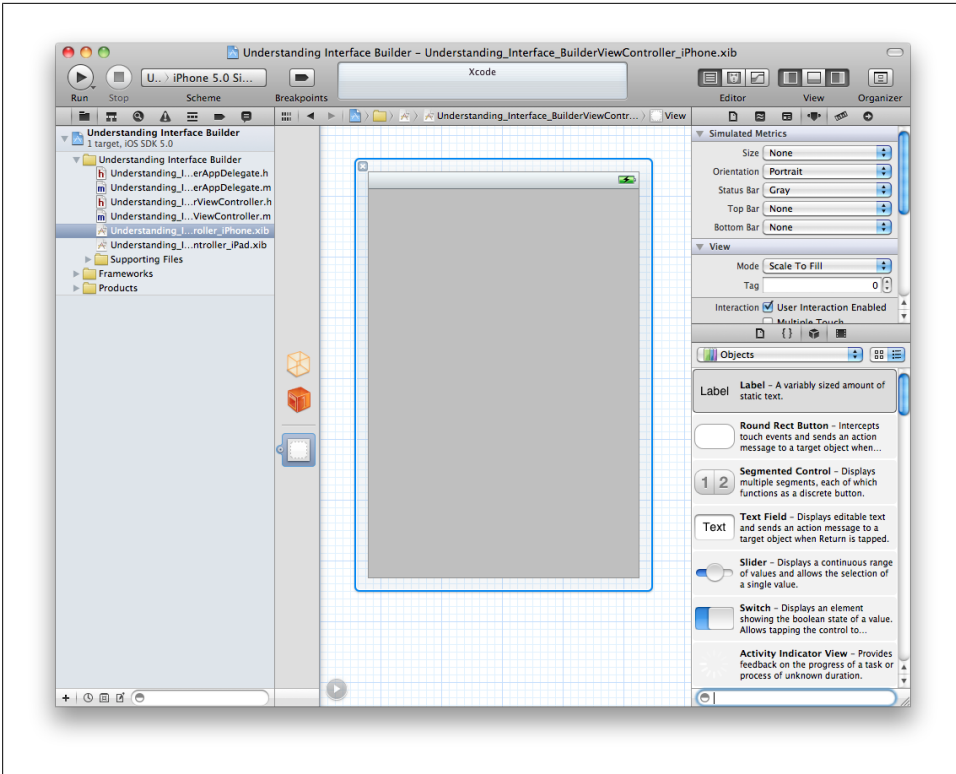 Understanding Interface Builder – Understanding_Interface_BuilderViewController_iPhone.xib
U.. 〉 iPhone 5.0 Si...
Xcode
Run
Stop
Scheme
Breakpoints
Editor
View
Organizer
Understanding_Interface_BuilderViewContr...
View
Understanding Interface Builder
1 target, iOS SDK 5.0
Understanding Interface Builder
h Understanding_I...erAppDelegate.h
m Understanding_I...erAppDelegate.m
h Understanding_I...rViewController.h
m Understanding_I...ViewController.m
Understanding_I...roller_iPhone.xib
Understanding_I...ntroller_iPad.xib
Supporting Files
Frameworks
Products
Simulated Metrics
Size None
Orientation Portrait
Status Bar Gray
Top Bar None
Bottom Bar None
View
Mode Scale To Fill
Tag 0
Interaction User Interaction Enabled
Multiple Touch
{}
Objects
Label
Label – A variably sized amount of
static text.
Round Rect Button – Intercepts
touch events and sends an action
message to a target object when...
1 2
Segmented Control – Displays
multiple segments, each of which
functions as a discrete button.
Text
Text Field – Displays editable text
and sends an action message to a
target object when Return is tapped.
Slider – Displays a continuous range
of values and allows the selection of
a single value.
Switch – Displays an element
showing the boolean state of a value.
Allows tapping the control to...
Activity Indicator View – Provides
feedback on the progress of a task or
process of unknown duration.